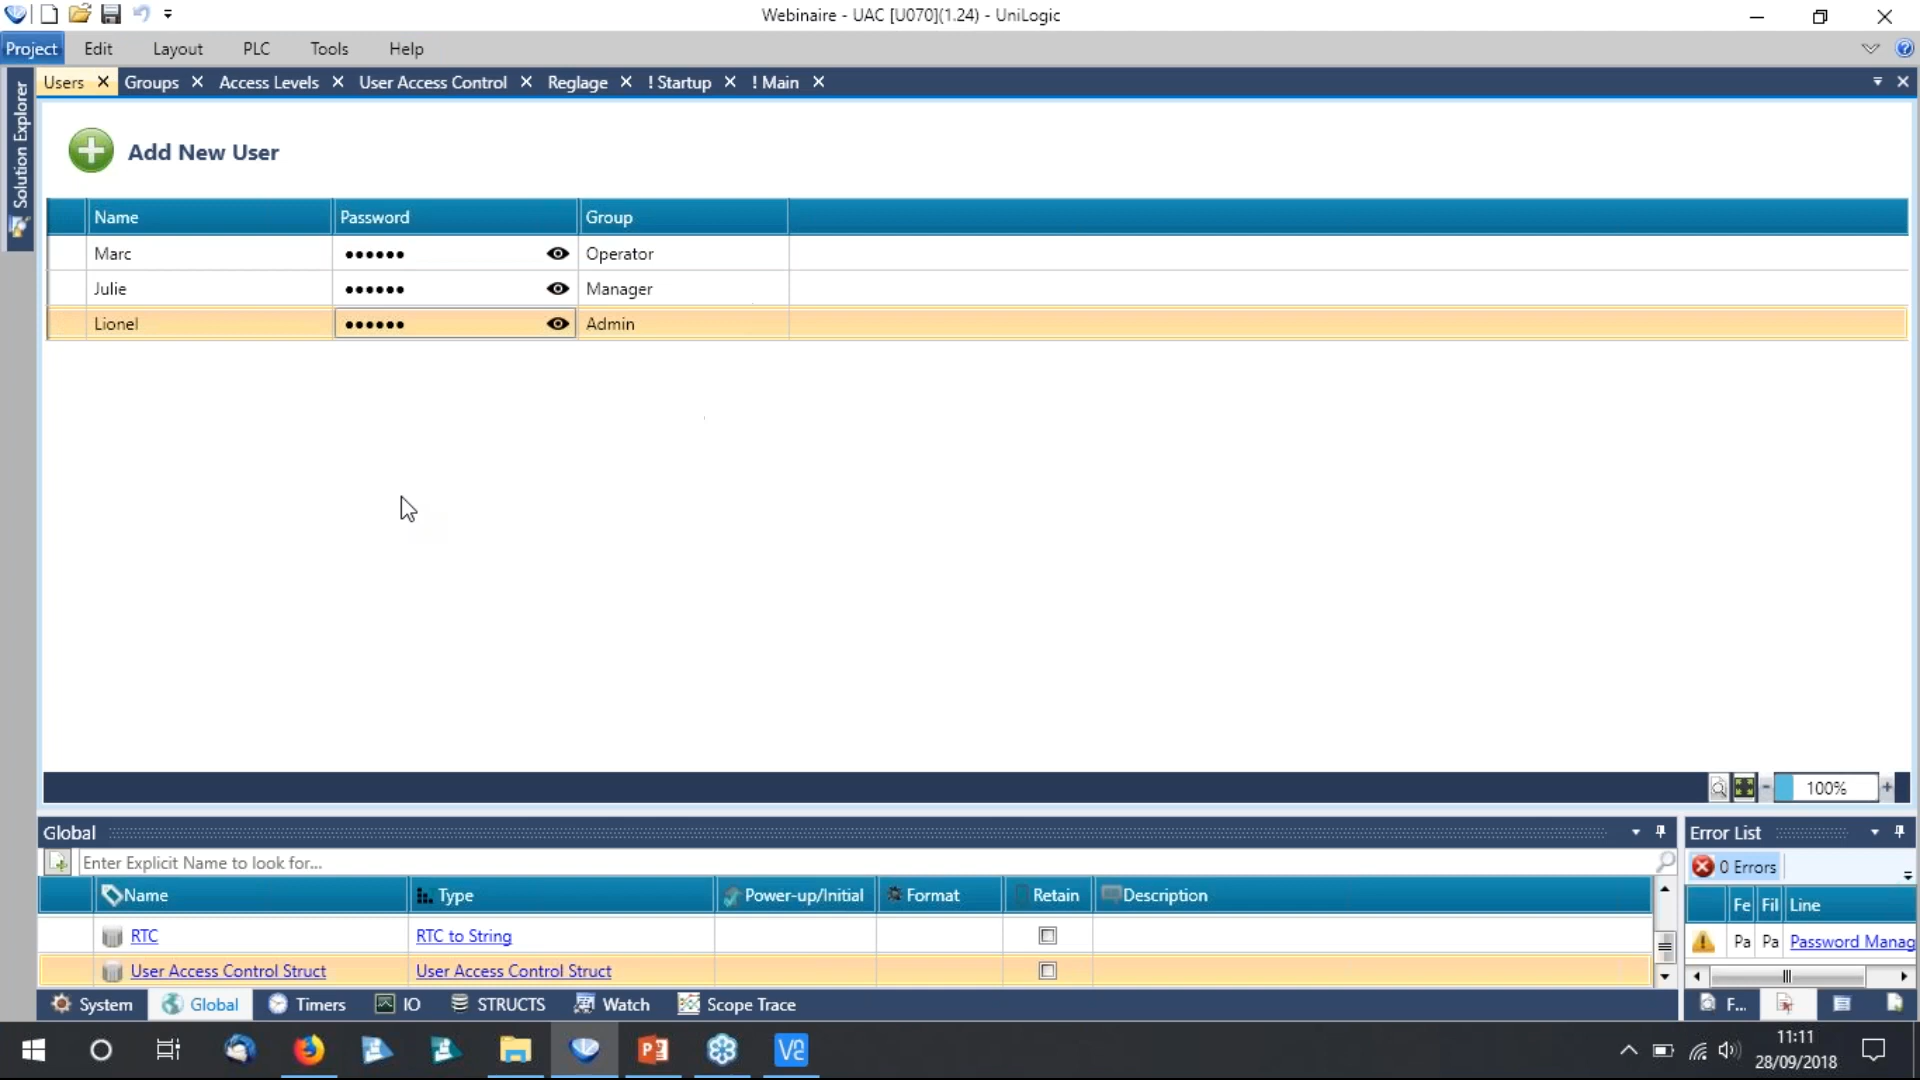 Webinaire - UAC [U070](1.24) - UniLogic
Project Edit Layout PLC Tools Help
Users Groups Access Levels User Access Control Reglage ! Startup ! Main
Solution Explorer
Add New User
Name Password Group
Marc •••••• Operator
Julie •••••• Manager
Lionel •••••• Admin
100%
Global
Enter Explicit Name to look for...
Name Type Power-up/Initial Format Retain Description
RTC RTC to String
User Access Control Struct User Access Control Struct
System Global Timers IO STRUCTS Watch Scope Trace
Error List
0 Errors
Fe Fil Line
Pa Pa Password Manag
F...
11:11
28/09/2018